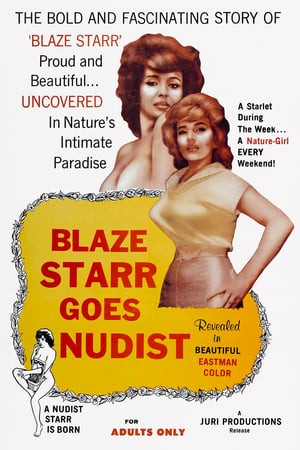 THE BOLD AND FASCINATING STORY OF
'BLAZE STARR'
Proud and
Beautiful...
UNCOVERED
In Nature's
Intimate
Paradise
A Starlet
During
The Week...
A Nature-Girl
EVERY
Weekend!
BLAZE
STARR
GOES
NUDIST
Revealed
in
BEAUTIFUL
EASTMAN
COLOR
A NUDIST
STARR
IS BORN
FOR
ADULTS ONLY
A
JURI PRODUCTIONS
Release